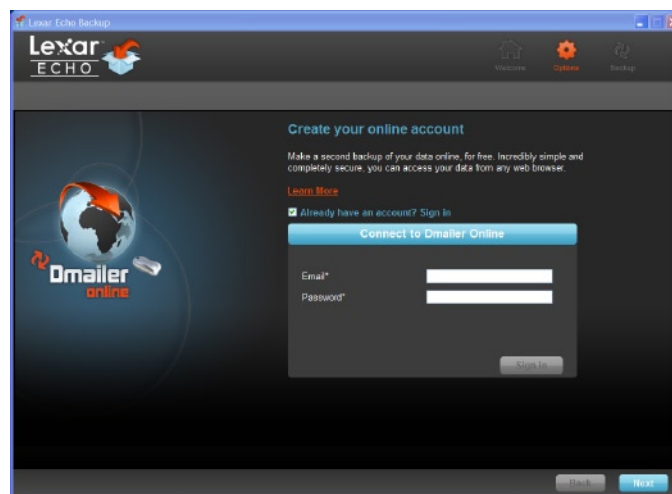 Lexar Echo Backup
Lexar
ECHO
Welcome
Options
Backup
Create your online account
Make a second backup of your data online, for free. Incredibly simple and
completely secure, you can access your data from any web browser.
Learn More
Already have an account? Sign in
Connect to Dmailer Online
Email*
Password*
Sign in
Dmailer
online
Back
Next